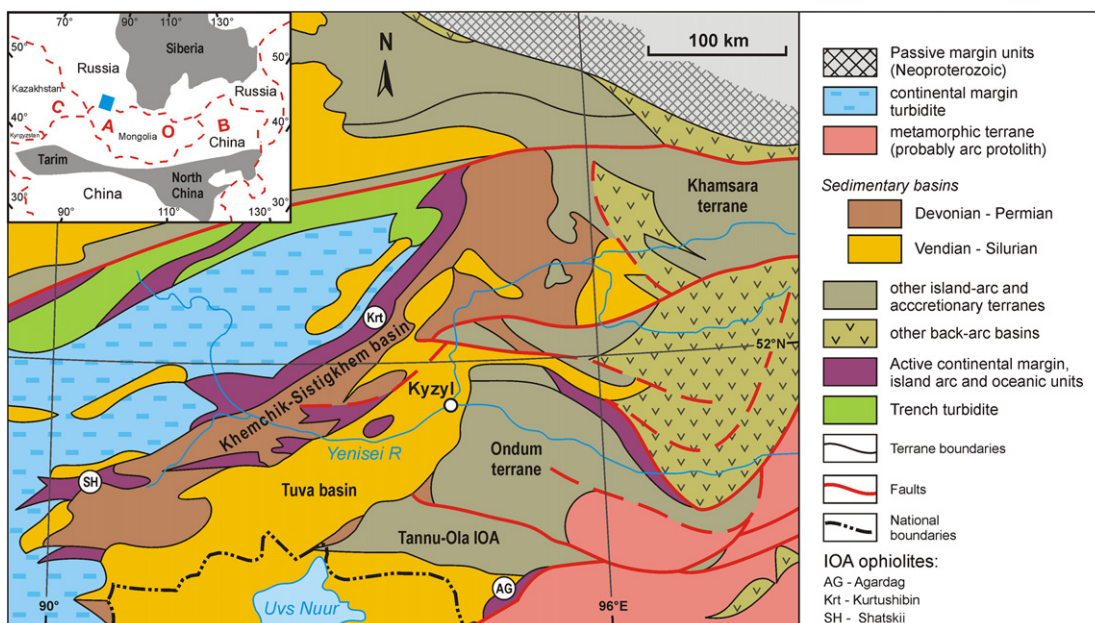 70°
90°
110°
130°
50°
Siberia
50°
Russia
Kazakhstan
Russia
40°
C
A
O
B
40°
Kyrgyzstan
Mongolia
China
Tarim
North
China
China
30°
30°
90°
110°
130°
N
100 km
Khamsara
terrane
Krt
52°N
Khemchik-Sistigkhem basin
Kyzyl
Yenisei R
Ondum
terrane
SH
Tuva basin
Tannu-Ola IOA
AG
90°
Uvs Nuur
96°E
Passive margin units
(Neoproterozoic)
continental margin
turbidite
metamorphic terrane
(probably arc protolith)
Sedimentary basins
Devonian - Permian
Vendian - Silurian
other island-arc and
acccretionary terranes
other back-arc basins
Active continental margin,
island arc and oceanic units
Trench turbidite
Terrane boundaries
Faults
National
boundaries
IOA ophiolites:
AG - Agardag
Krt - Kurtushibin
SH - Shatskii